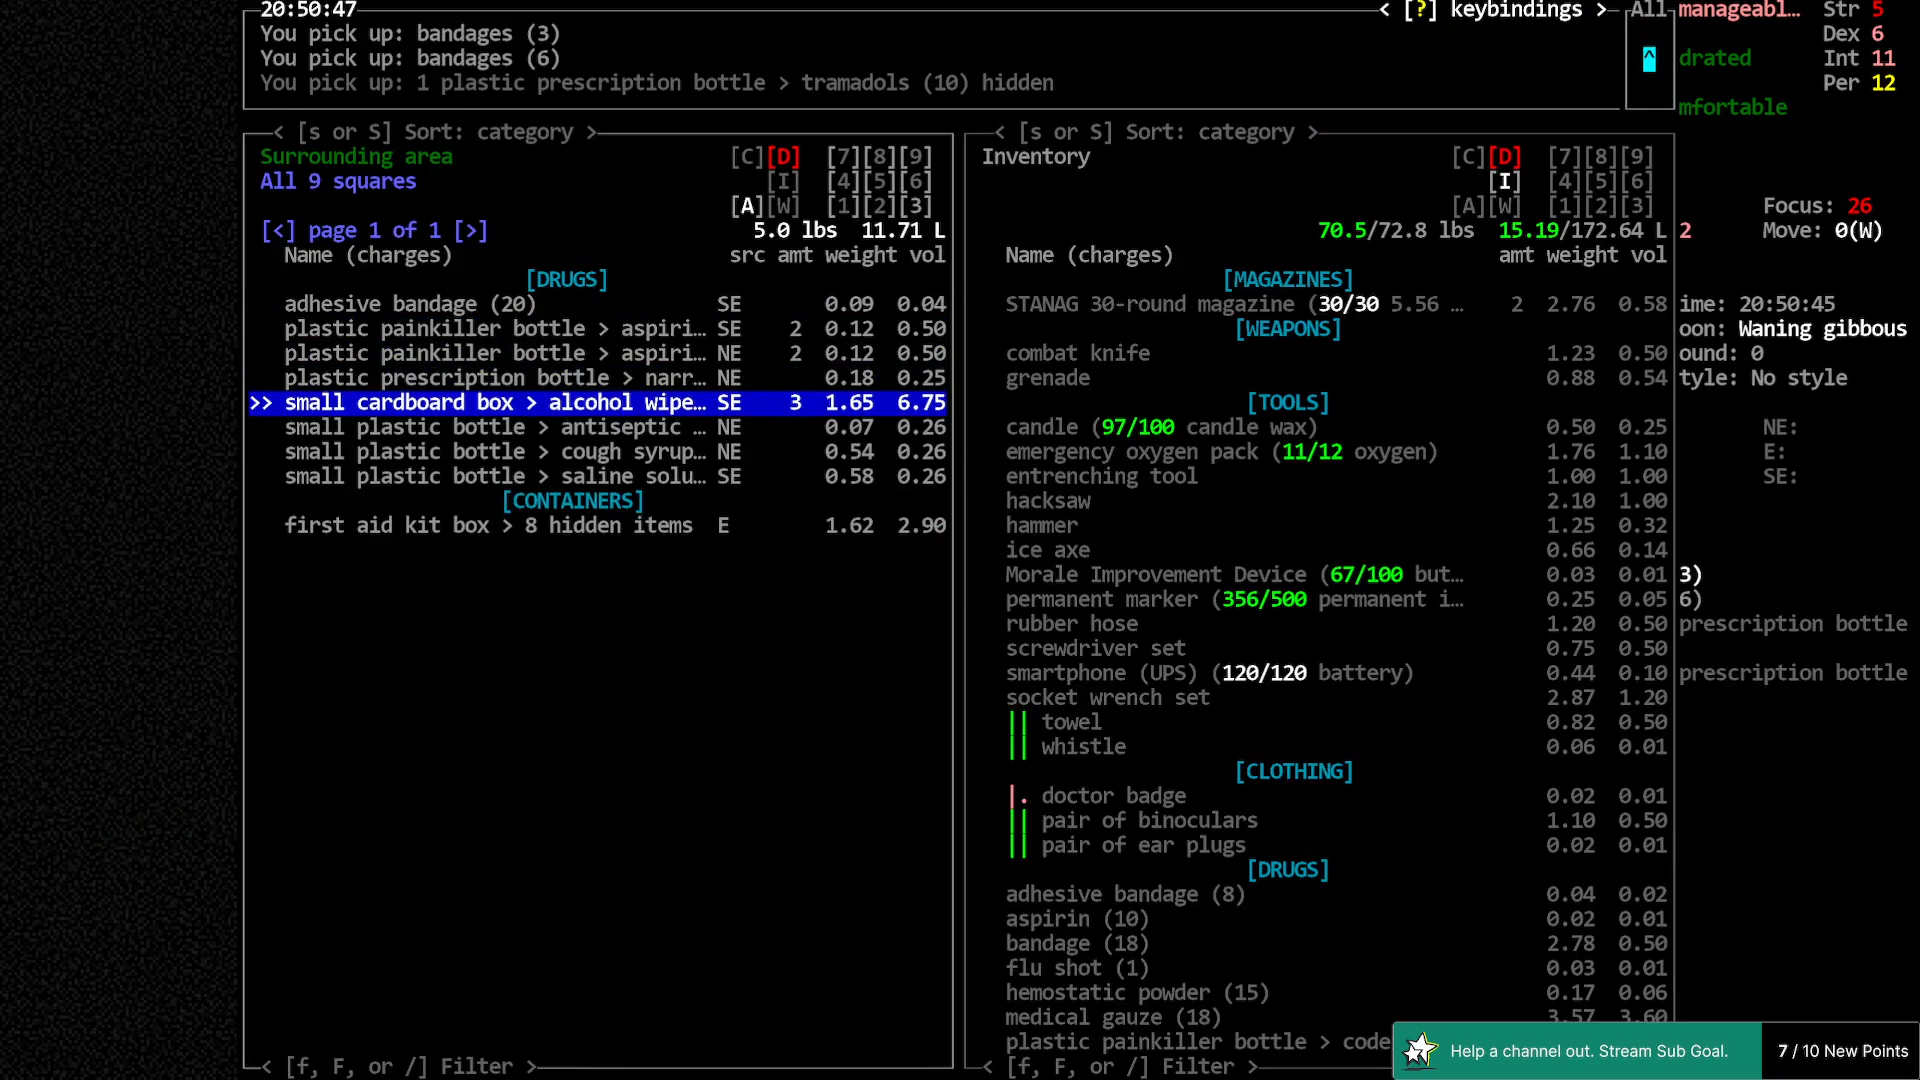 20:50:47 < [?] keybindings > All manageabl… Str 5
You pick up: bandages (3) Dex 6
You pick up: bandages (6) ^ drated Int 11
You pick up: 1 plastic prescription bottle > tramadols (10) hidden Per 12
mfortable
< [s or S] Sort: category >
Surrounding area [C][D] [7][8][9]
All 9 squares [I] [4][5][6]
[A][W] [1][2][3]
[<] page 1 of 1 [>] 5.0 lbs 11.71 L
Name (charges) src amt weight vol
[DRUGS]
adhesive bandage (20) SE 0.09 0.04
plastic painkiller bottle > aspiri… SE 2 0.12 0.50
plastic painkiller bottle > aspiri… NE 2 0.12 0.50
plastic prescription bottle > narr… NE 0.18 0.25
>> small cardboard box > alcohol wipe… SE 3 1.65 6.75
small plastic bottle > antiseptic … NE 0.07 0.26
small plastic bottle > cough syrup… NE 0.54 0.26
small plastic bottle > saline solu… SE 0.58 0.26
[CONTAINERS]
first aid kit box > 8 hidden items E 1.62 2.90
< [f, F, or /] Filter >
< [s or S] Sort: category >
Inventory [C][D] [7][8][9]
[I] [4][5][6]
[A][W] [1][2][3]
70.5/72.8 lbs 15.19/172.64 L
Name (charges) amt weight vol
[MAGAZINES]
STANAG 30-round magazine (30/30 5.56 … 2 2.76 0.58
[WEAPONS]
combat knife 1.23 0.50
grenade 0.88 0.54
[TOOLS]
candle (97/100 candle wax) 0.50 0.25
emergency oxygen pack (11/12 oxygen) 1.76 1.10
entrenching tool 1.00 1.00
hacksaw 2.10 1.00
hammer 1.25 0.32
ice axe 0.66 0.14
Morale Improvement Device (67/100 but… 0.03 0.01
permanent marker (356/500 permanent i… 0.25 0.05
rubber hose 1.20 0.50
screwdriver set 0.75 0.50
smartphone (UPS) (120/120 battery) 0.44 0.10
socket wrench set 2.87 1.20
|| towel 0.82 0.50
|| whistle 0.06 0.01
[CLOTHING]
|. doctor badge 0.02 0.01
|| pair of binoculars 1.10 0.50
|| pair of ear plugs 0.02 0.01
[DRUGS]
adhesive bandage (8) 0.04 0.02
aspirin (10) 0.02 0.01
bandage (18) 2.78 0.50
flu shot (1) 0.03 0.01
hemostatic powder (15) 0.17 0.06
medical gauze (18) 3.57 3.60
plastic painkiller bottle > code
< [f, F, or /] Filter >
Focus: 26
2 Move: 0(W)
ime: 20:50:45
oon: Waning gibbous
ound: 0
tyle: No style
NE:
E:
SE:
3)
6)
prescription bottle
prescription bottle
Help a channel out. Stream Sub Goal. 7 / 10 New Points